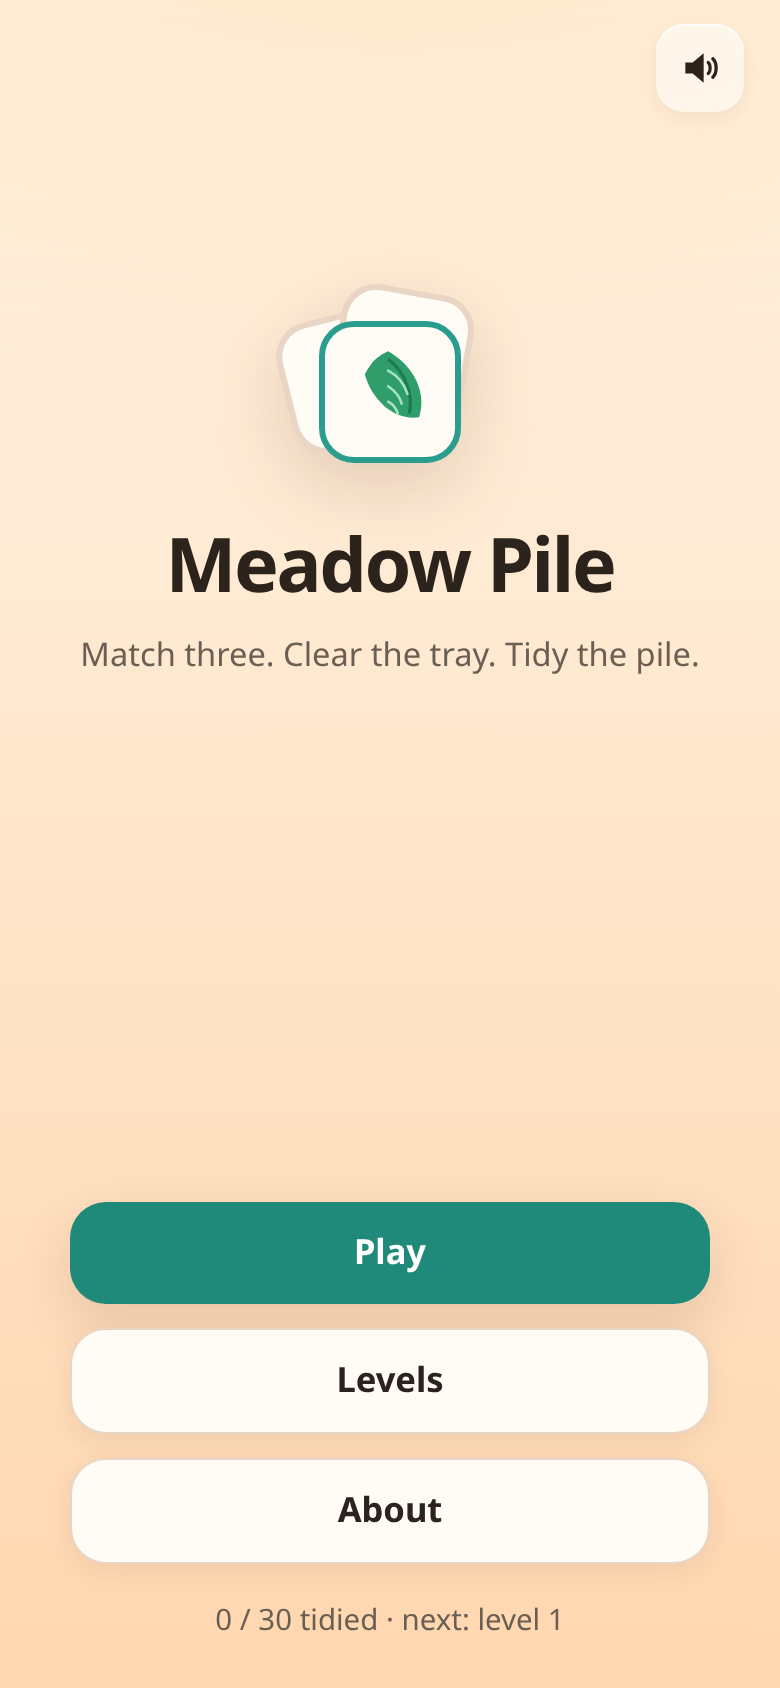 Meadow Pile
Match three. Clear the tray. Tidy the pile.
Play
Levels
About
0 / 30 tidied · next: level 1